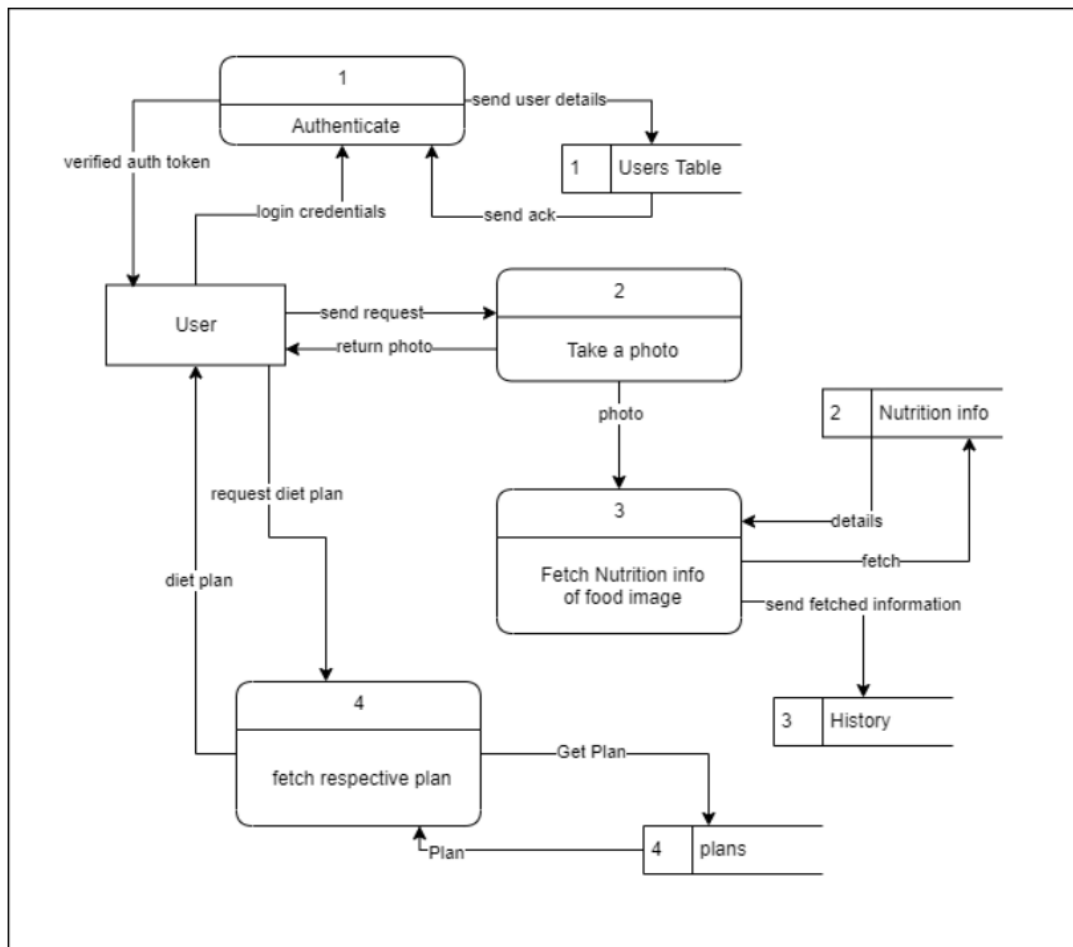 1
Authenticate
send user details
verified auth token
1
Users Table
login credentials
send ack
User
send request
2
return photo
Take a photo
photo
2
Nutrition info
request diet plan
3
details
Fetch Nutrition info
of food image
fetch
diet plan
send fetched information
4
3
History
fetch respective plan
Get Plan
Plan
4
plans